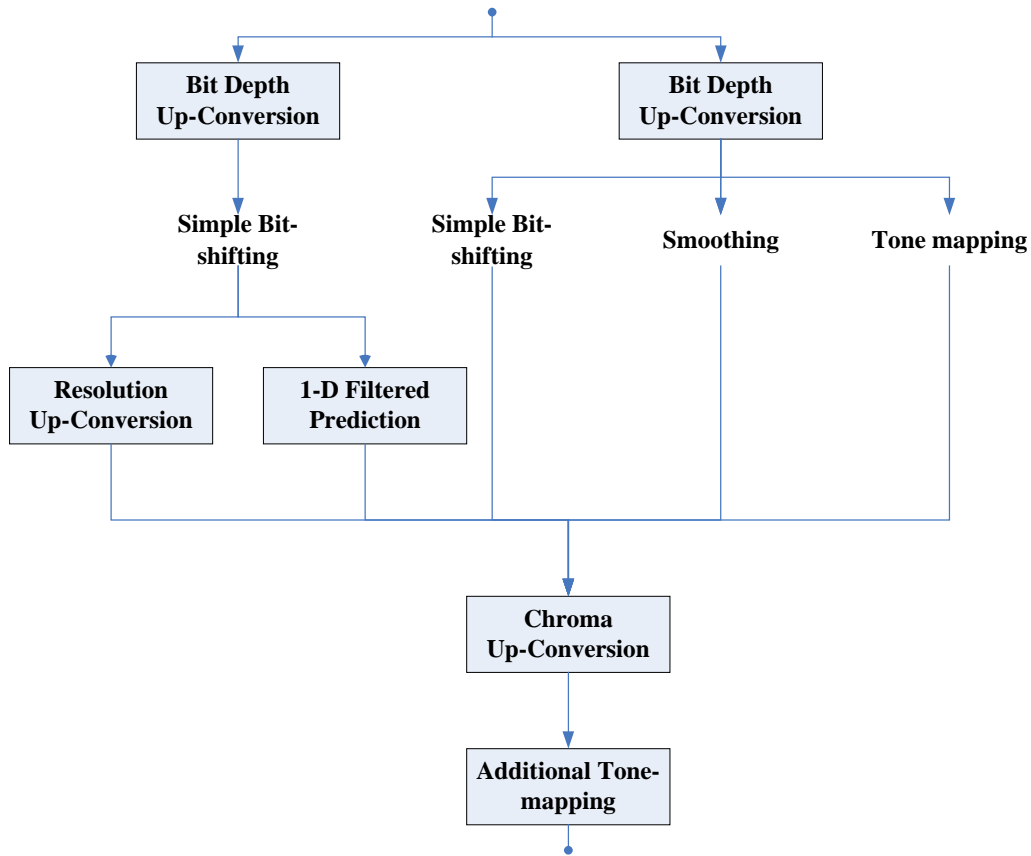 Bit Depth
Up-Conversion
Bit Depth
Up-Conversion
Simple Bit-
shifting
Simple Bit-
shifting
Smoothing
Tone mapping
Resolution
Up-Conversion
1-D Filtered
Prediction
Chroma
Up-Conversion
Additional Tone-
mapping